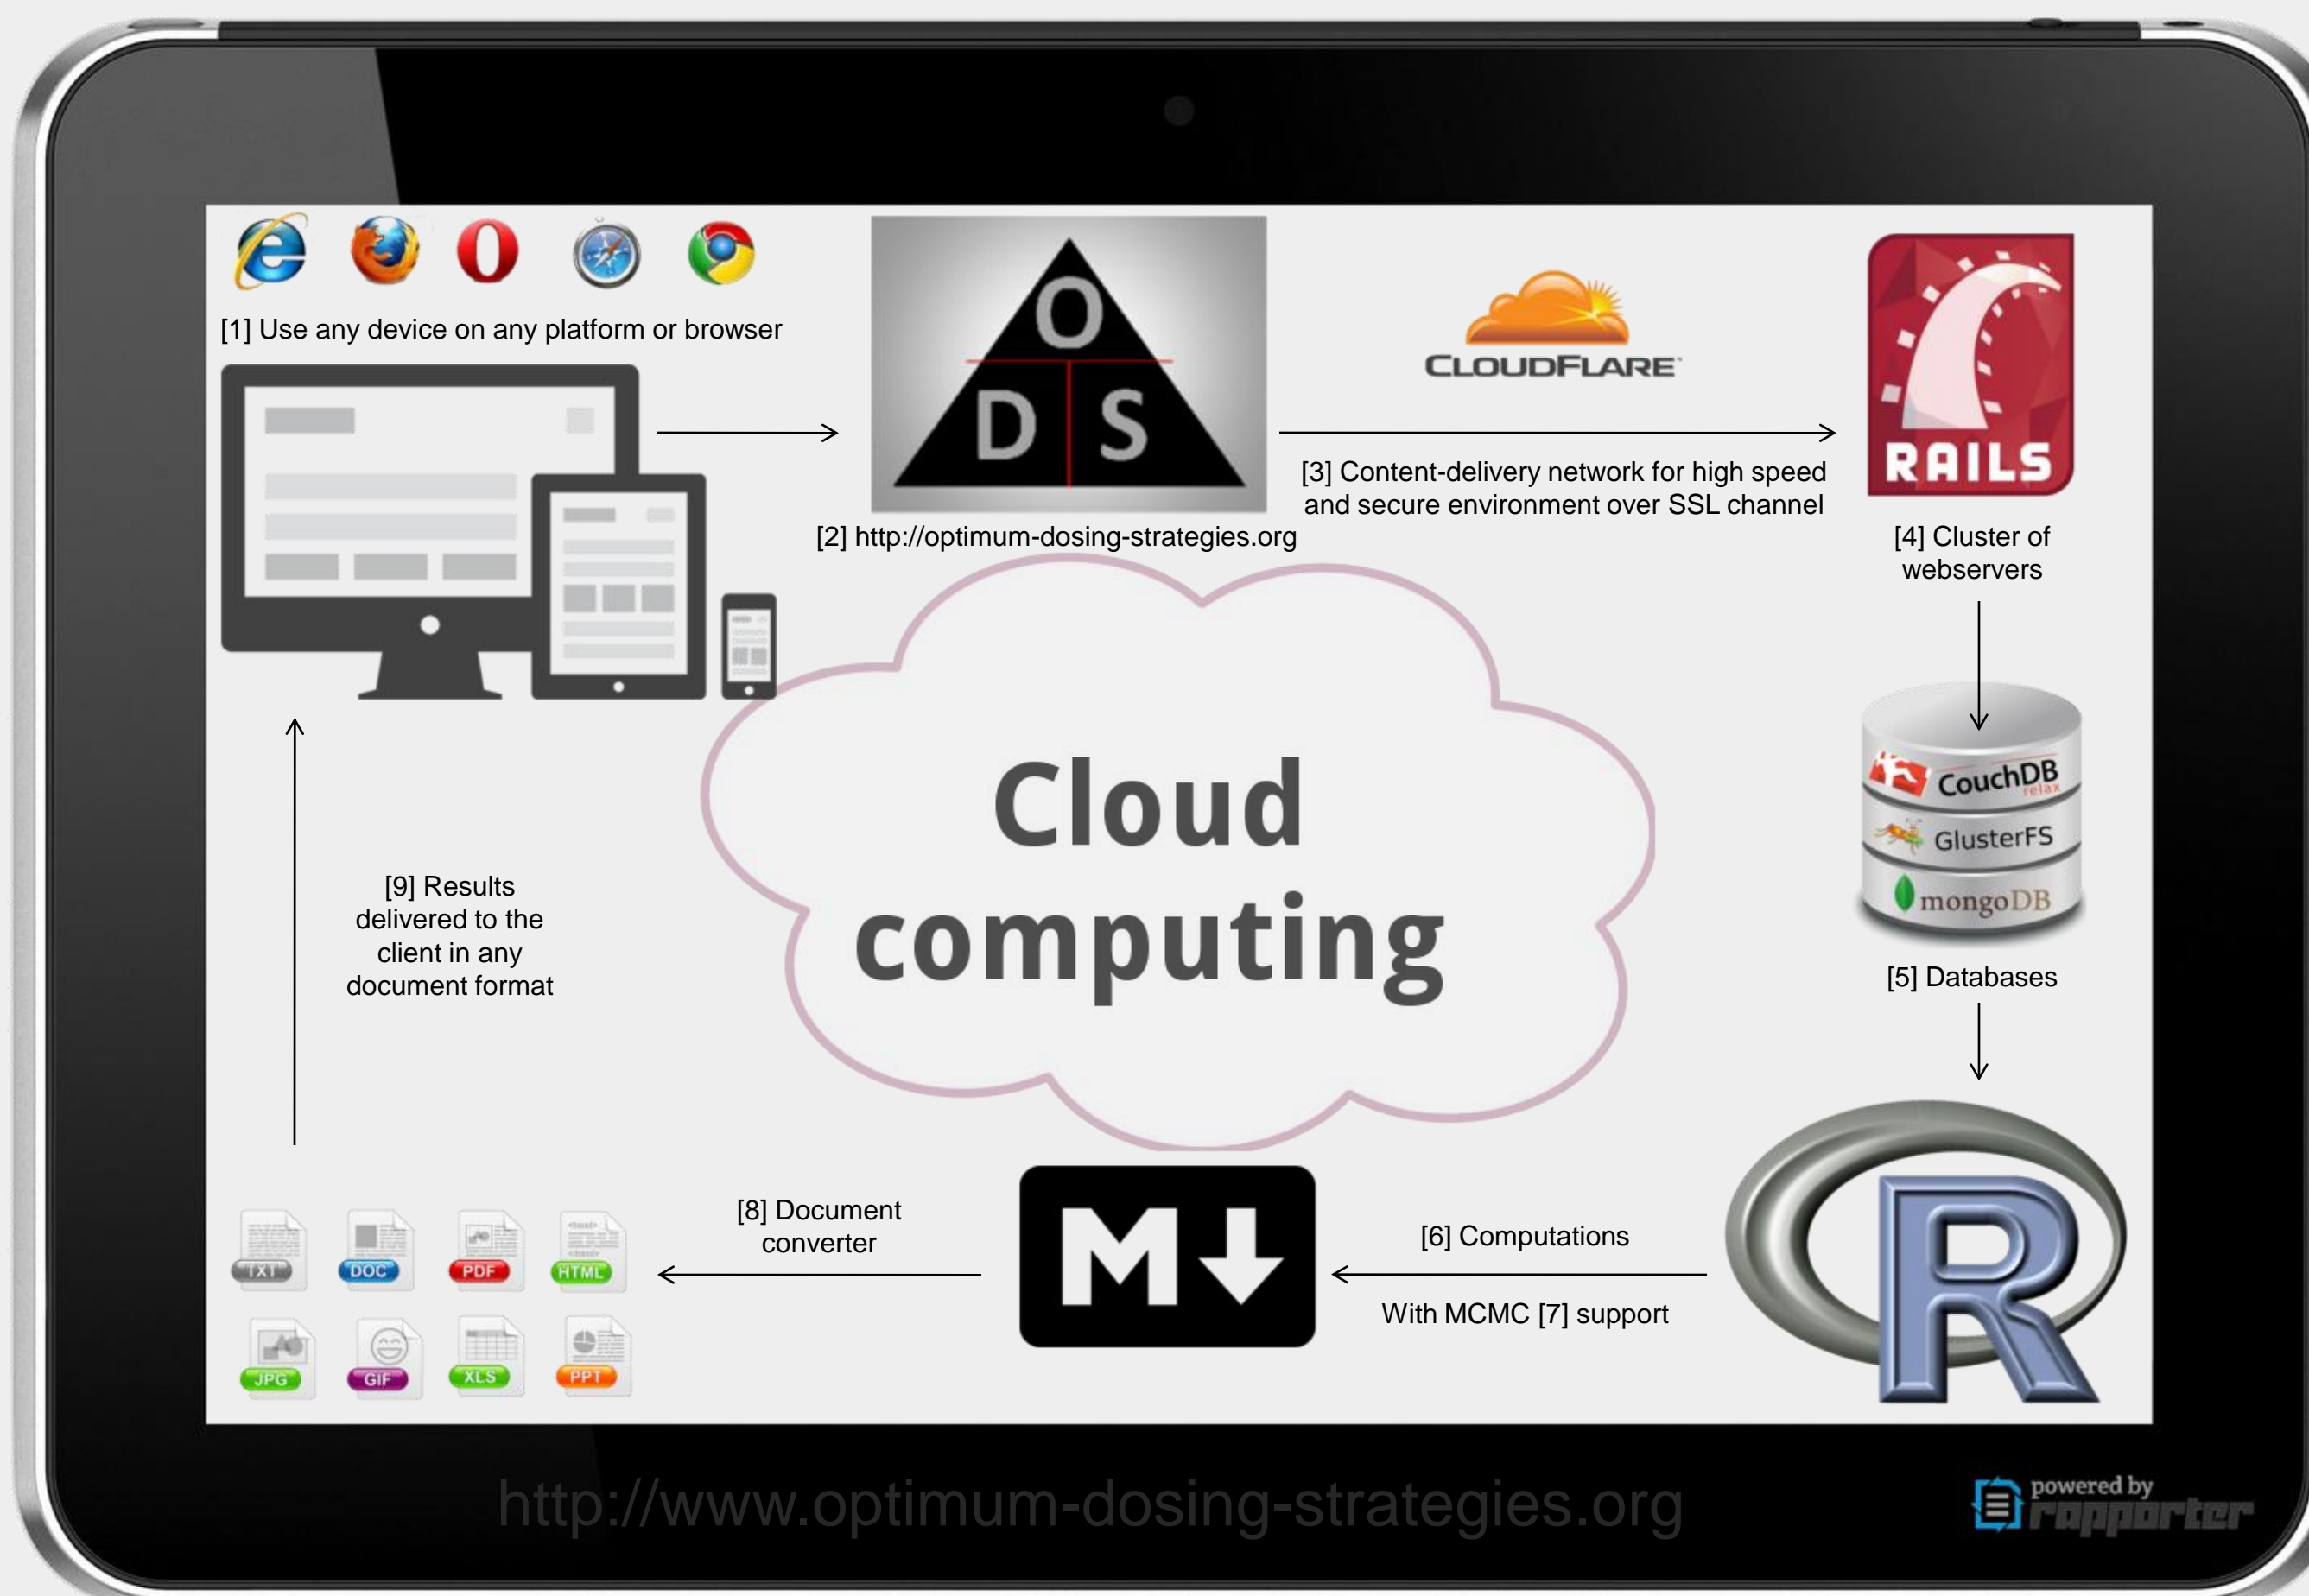 [1] Use any device on any platform or browser
O
D S
[2] http://optimum-dosing-strategies.org
CLOUDFLARE
[3] Content-delivery network for high speed
and secure environment over SSL channel
RAILS
[4] Cluster of
webservers
CouchDB
relax
GlusterFS
mongoDB
[5] Databases
R
[6] Computations
With MCMC [7] support
M
[8] Document
converter
TXT DOC PDF HTML
JPG GIF XLS PPT
[9] Results
delivered to the
client in any
document format
Cloud
computing
http://www.optimum-dosing-strategies.org
powered by
rapporter